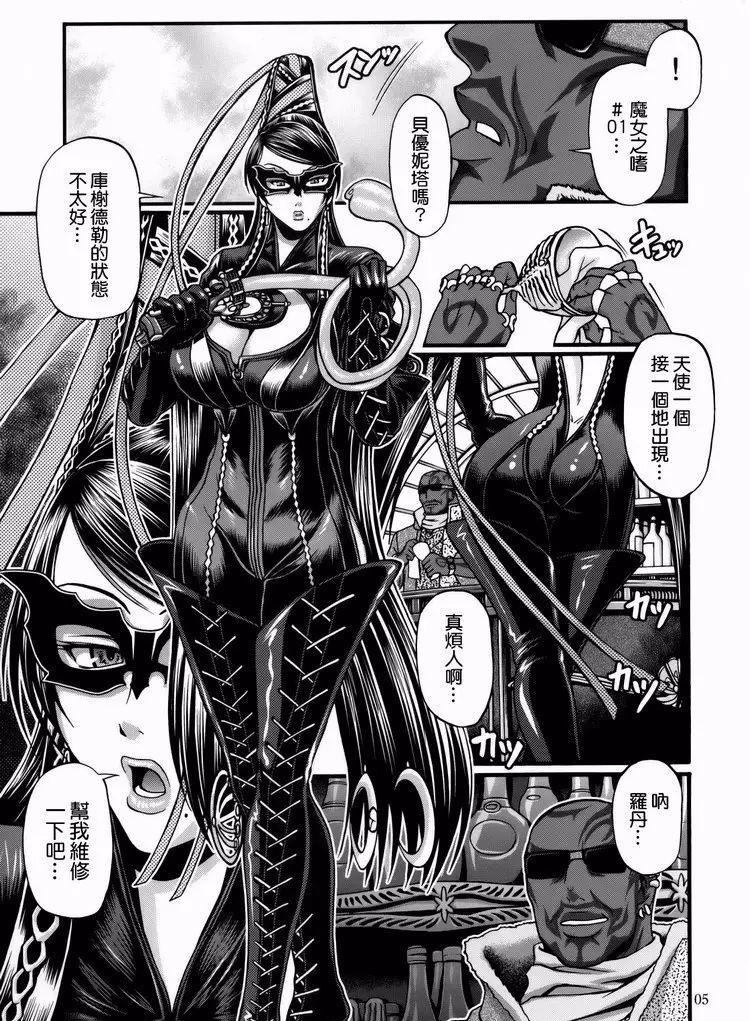 ！
魔女之嗜
#01…
スンッ
貝優妮塔嗎？
庫榭德勒的狀態
不太好…
キュッ
天使一個
接一個地出現…
カッ
真煩人啊…
カッ
カッ
吶
羅丹…
幫我維修
一下吧…
05